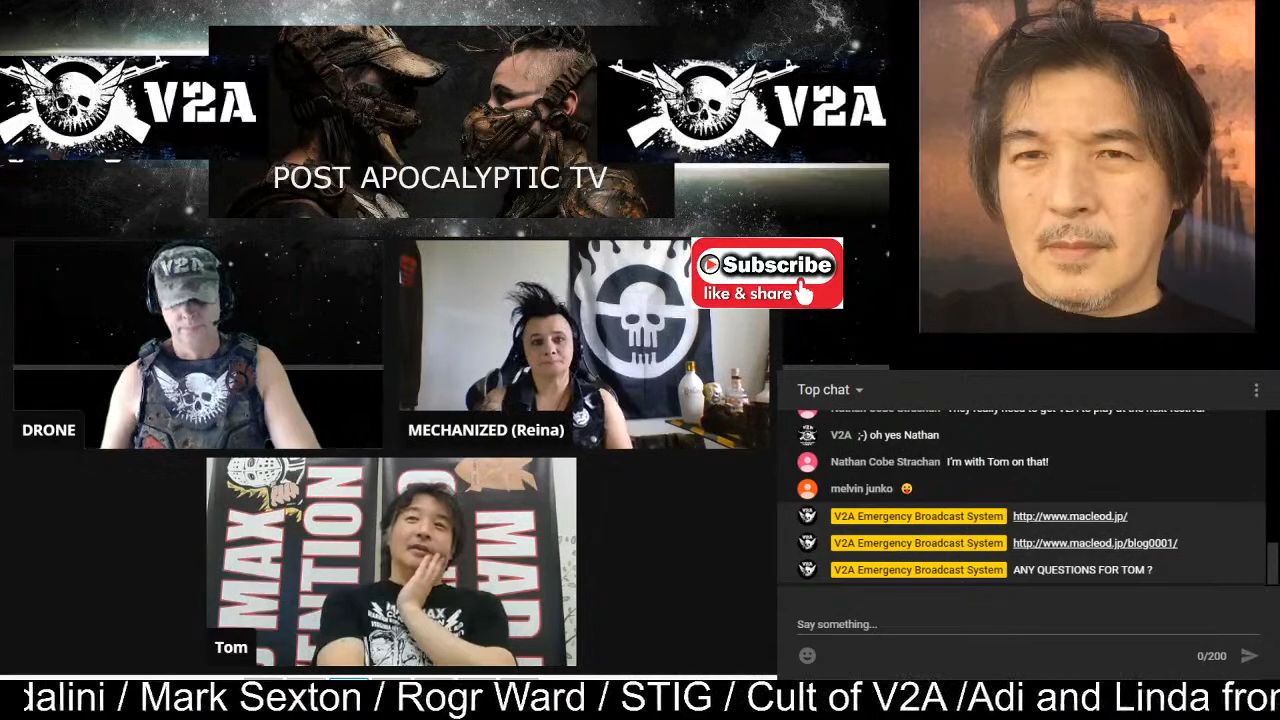 V2A
V2A
POST APOCALYPTIC TV
Subscribe
like & share
V2A
DRONE
MECHANIZED (Reina)
MAX
MAD
Tom
Top chat
V2A ;-) oh yes Nathan
Nathan Cobe Strachan I'm with Tom on that!
melvin junko
V2A Emergency Broadcast System http://www.macleod.jp/
V2A Emergency Broadcast System http://www.macleod.jp/blog0001/
V2A Emergency Broadcast System ANY QUESTIONS FOR TOM ?
Say something...
0/200
/ Mark Sexton / Rogr Ward / STIG / Cult of V2A /Adi and Linda